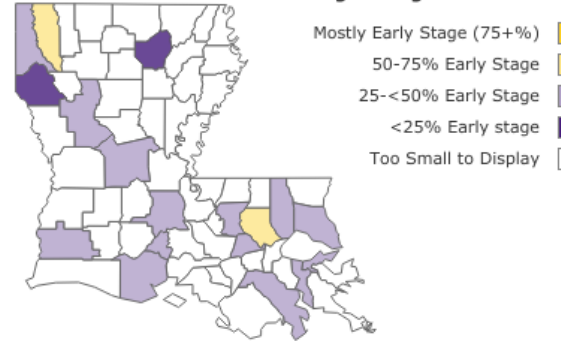 Mostly Early Stage (75+%)
50-75% Early Stage
25-<50% Early Stage
<25% Early stage
Too Small to Display